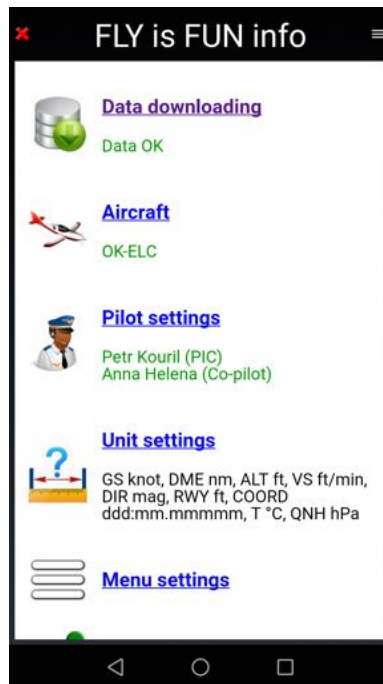 FLY is FUN info
Data downloading
Data OK
Aircraft
OK-ELC
Pilot settings
Petr Kouril (PIC)
Anna Helena (Co-pilot)
?
Unit settings
GS knot, DME nm, ALT ft, VS ft/min,
DIR mag, RWY ft, COORD
ddd:mm.mmmmm, T °C, QNH hPa
Menu settings